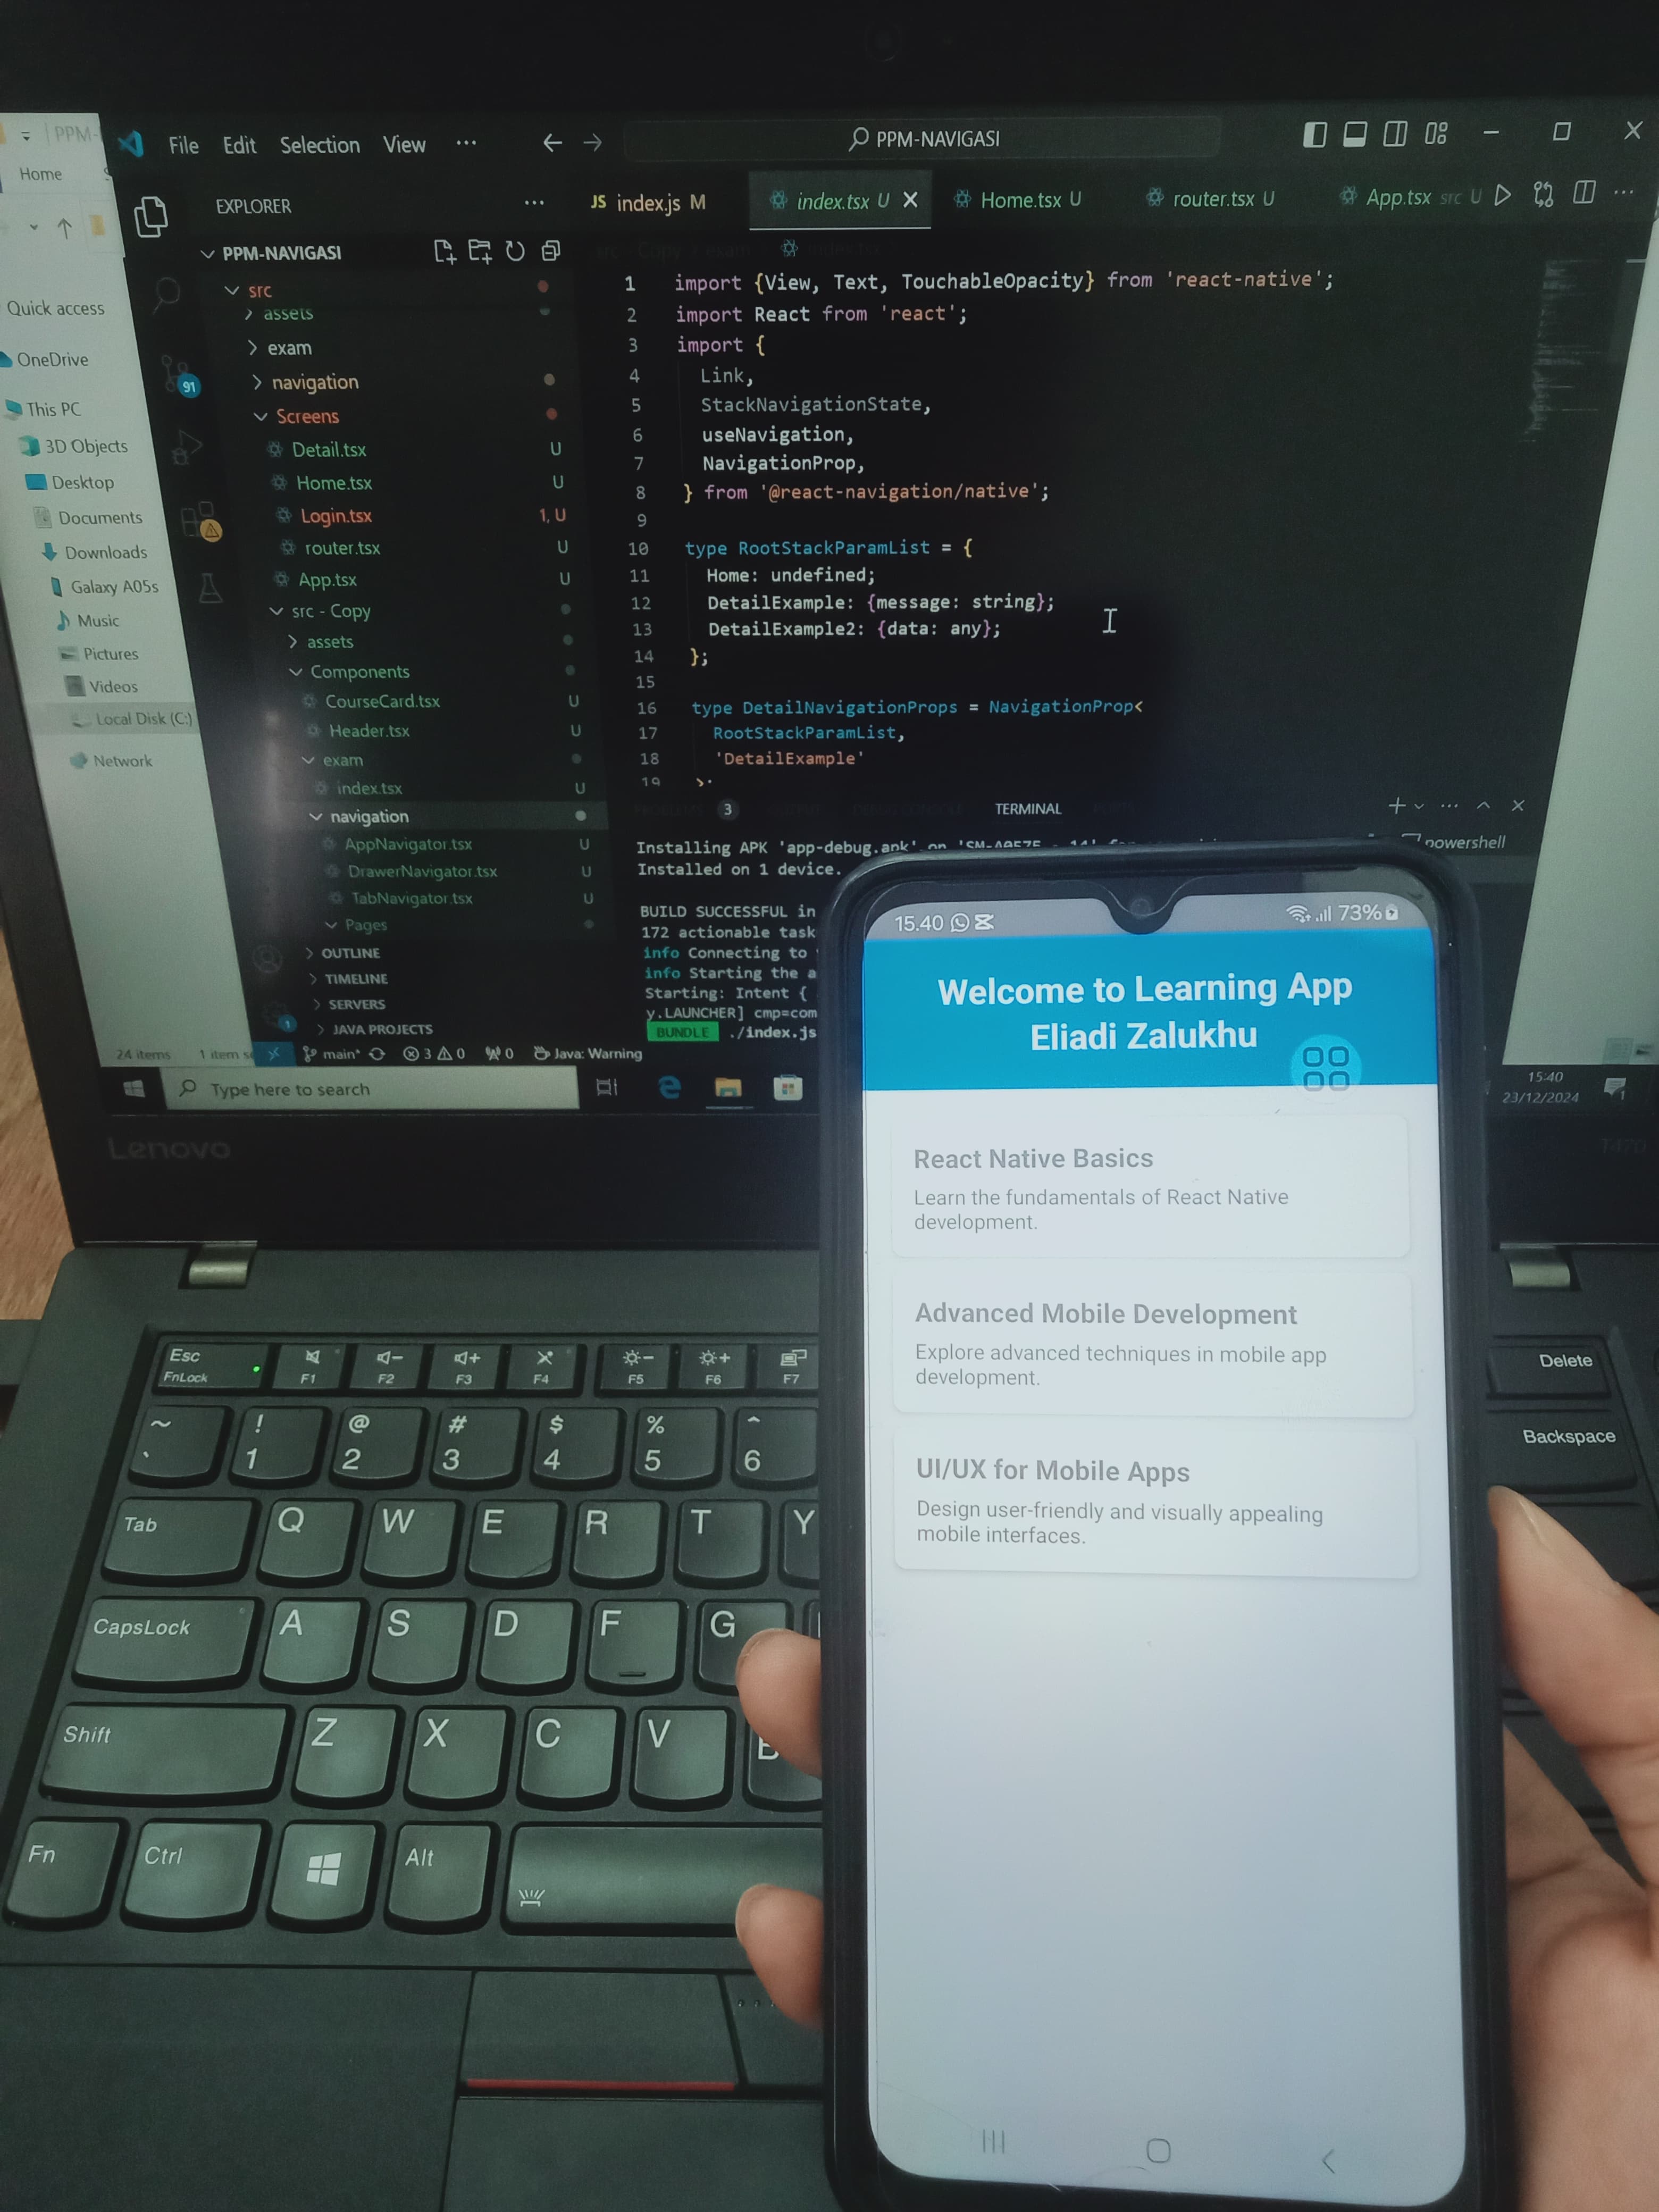 PPM-
File Edit Selection View ··· PPM-NAVIGASI
Home
EXPLORER ···
JS index.js M index.tsx U Home.tsx U router.tsx U App.tsx src U
PPM-NAVIGASI
src
assets
exam
navigation
Screens
Detail.tsx U
Home.tsx U
Login.tsx 1, U
router.tsx U
App.tsx U
src - Copy
assets
Components
CourseCard.tsx U
Header.tsx U
exam
index.tsx U
navigation
AppNavigator.tsx U
DrawerNavigator.tsx U
TabNavigator.tsx U
Pages
OUTLINE
TIMELINE
SERVERS
JAVA PROJECTS
91
1
Quick access
OneDrive
This PC
3D Objects
Desktop
Documents
Downloads
Galaxy A05s
Music
Pictures
Videos
Local Disk (C:)
Network
24 items 1 item
1 import {View, Text, TouchableOpacity} from 'react-native';
2 import React from 'react';
3 import {
4 Link,
5 StackNavigationState,
6 useNavigation,
7 NavigationProp,
8 } from '@react-navigation/native';
9
10 type RootStackParamList = {
11 Home: undefined;
12 DetailExample: {message: string};
13 DetailExample2: {data: any};
14 };
15
16 type DetailNavigationProps = NavigationProp<
17 RootStackParamList,
18 'DetailExample'
19 >;
3 TERMINAL
powershell
Installing APK 'app-debug.apk' on
Installed on 1 device.
BUILD SUCCESSFUL in
172 actionable task
info Connecting to
info Starting the a
Starting: Intent {
y.LAUNCHER] cmp=com
BUNDLE ./index.js
main* 3 0 0 Java: Warning
Type here to search
15:40
23/12/2024
1
Lenovo
T470
15.40 73%
Welcome to Learning App
Eliadi Zalukhu
React Native Basics
Learn the fundamentals of React Native
development.
Advanced Mobile Development
Explore advanced techniques in mobile app
development.
UI/UX for Mobile Apps
Design user-friendly and visually appealing
mobile interfaces.
Esc
FnLock F1 F2 F3 F4 F5 F6 F7
Delete
~ ! @ # $ % ^
` 1 2 3 4 5 6
Backspace
Tab Q W E R T Y
CapsLock A S D F G
Shift Z X C V B
Fn Ctrl Alt